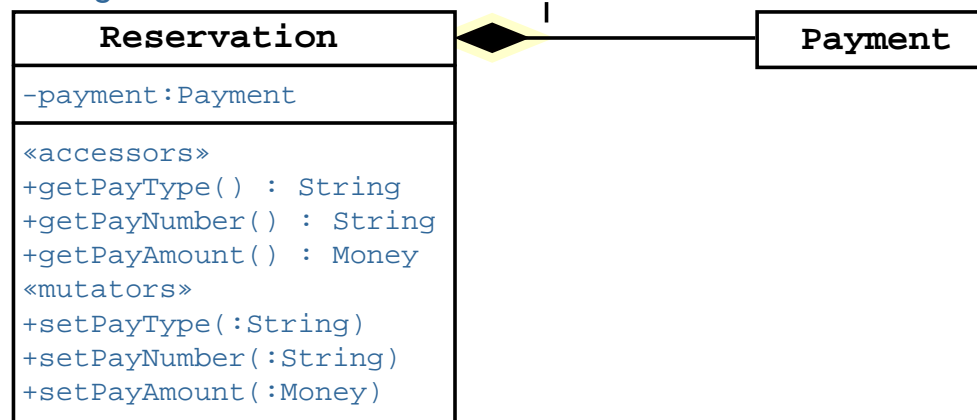 Reservation
Payment
-payment:Payment
«accessors»
+getPayType() : String
+getPayNumber() : String
+getPayAmount() : Money
«mutators»
+setPayType(:String)
+setPayNumber(:String)
+setPayAmount(:Money)